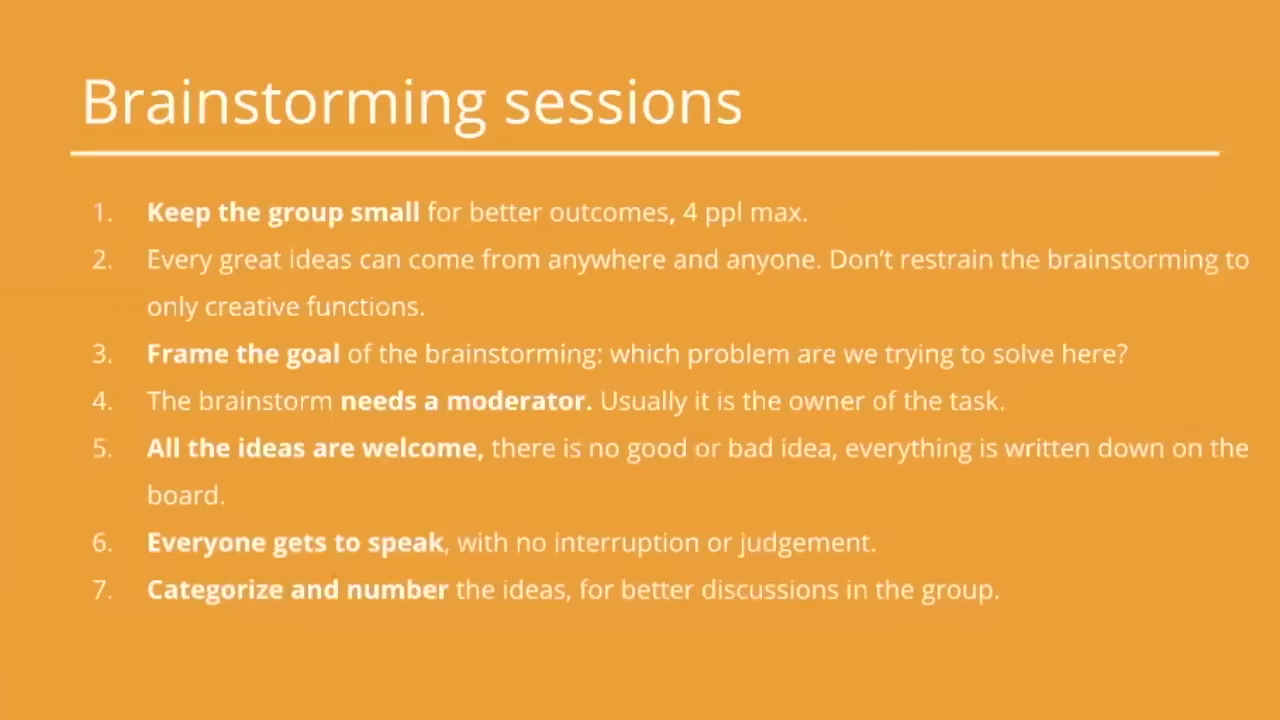 Brainstorming sessions
1. Keep the group small for better outcomes, 4 ppl max.
2. Every great ideas can come from anywhere and anyone. Don't restrain the brainstorming to
only creative functions.
3. Frame the goal of the brainstorming: which problem are we trying to solve here?
4. The brainstorm needs a moderator. Usually it is the owner of the task.
5. All the ideas are welcome, there is no good or bad idea, everything is written down on the
board.
6. Everyone gets to speak, with no interruption or judgement.
7. Categorize and number the ideas, for better discussions in the group.